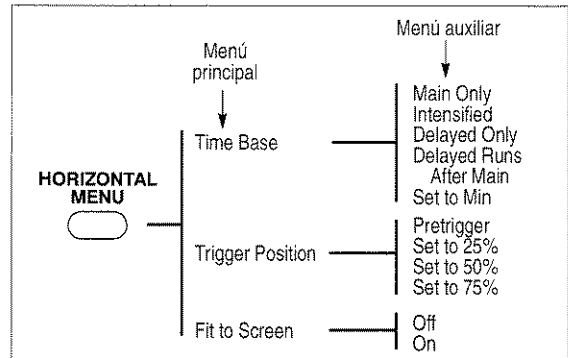 Menú
principal
Menú auxiliar
HORIZONTAL
MENU
Time Base
Main Only
Intensified
Delayed Only
Delayed Runs
After Main
Set to Min
Trigger Position
Pretrigger
Set to 25%
Set to 50%
Set to 75%
Fit to Screen
Off
On